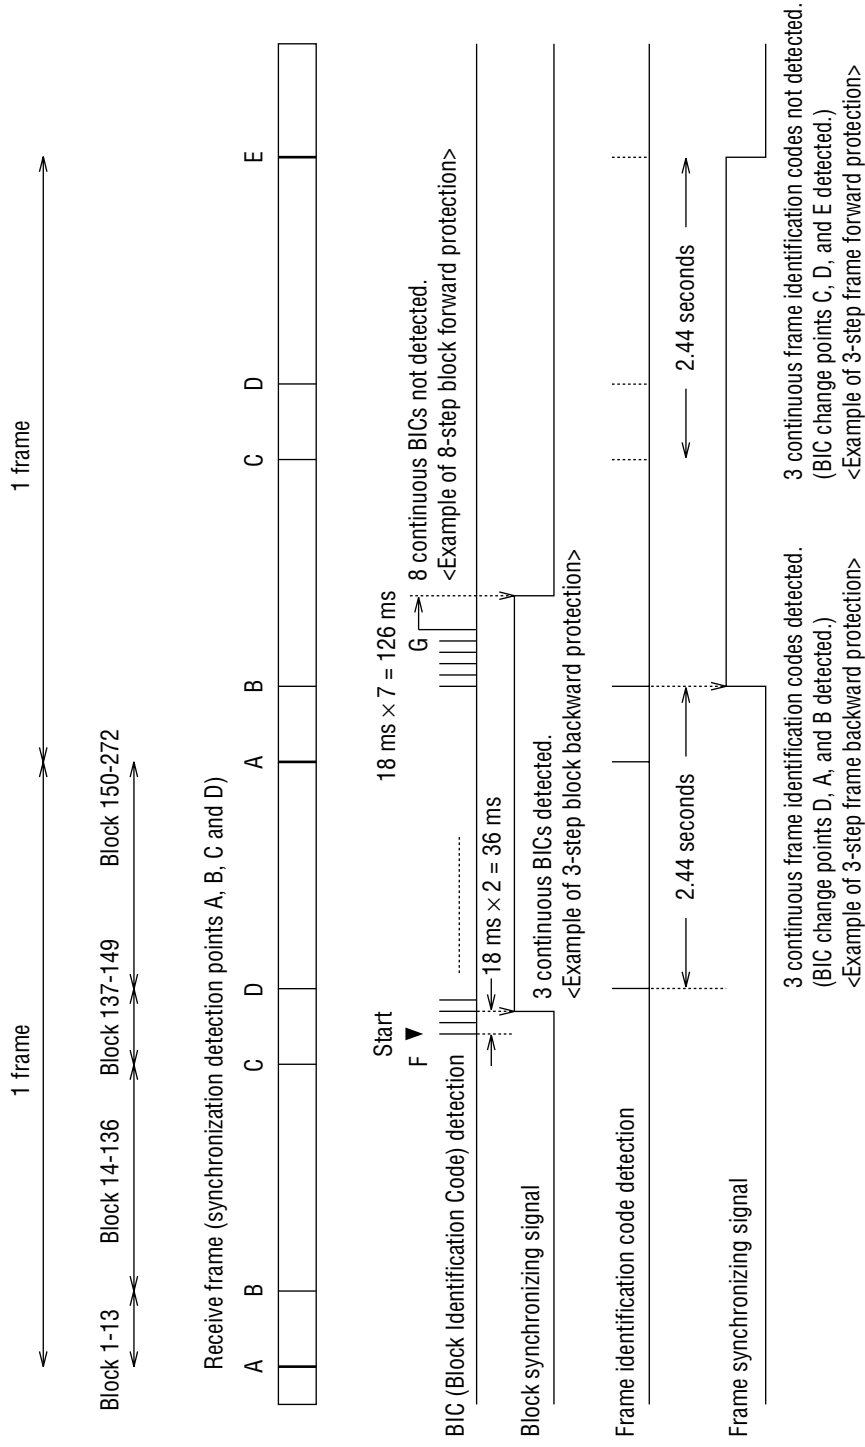 1 frame
1 frame
Block 1-13
Block 14-136
Block 137-149
Block 150-272
Receive frame (synchronization detection points A, B, C and D)
A
B
C
D
A
B
C
D
E
Start
F
18 ms × 7 = 126 ms
G
8 continuous BICs not detected.
<Example of 8-step block forward protection>
BIC (Block Identification Code) detection
18 ms × 2 = 36 ms
Block synchronizing signal
3 continuous BICs detected.
<Example of 3-step block backward protection>
Frame identification code detection
2.44 seconds
2.44 seconds
Frame synchronizing signal
3 continuous frame identification codes detected.
(BIC change points D, A, and B detected.)
<Example of 3-step frame backward protection>
3 continuous frame identification codes not detected.
(BIC change points C, D, and E detected.)
<Example of 3-step frame forward protection>